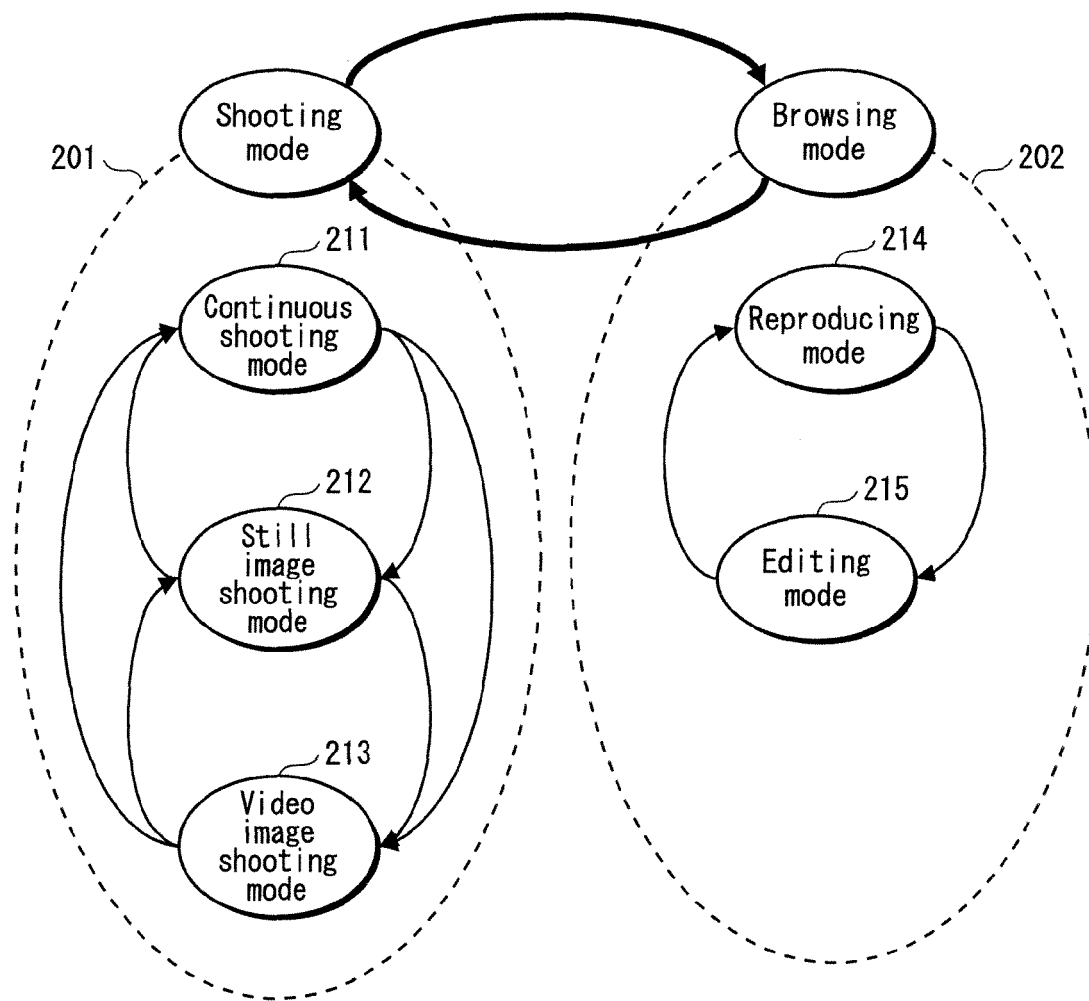 Shooting
mode
Browsing
mode
201
202
211
Continuous
shooting
mode
214
Reproducing
mode
212
Still
image
shooting
mode
215
Editing
mode
213
Video
image
shooting
mode